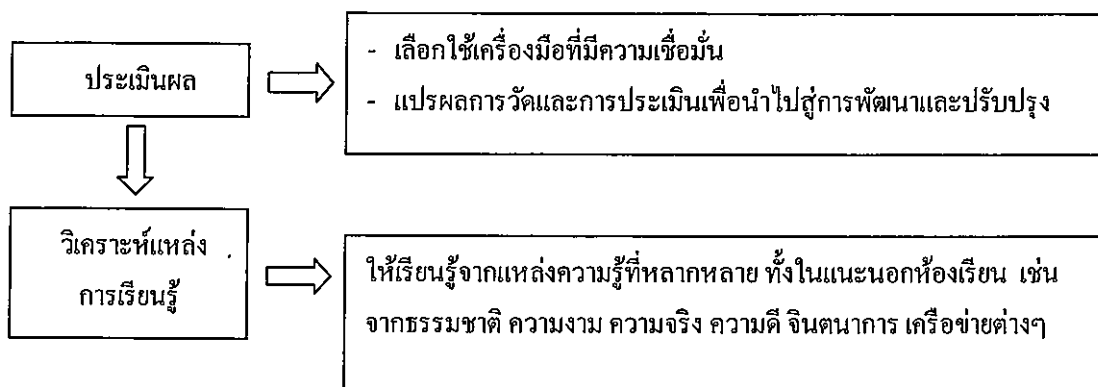 ประเมินผล
- เลือกใช้เครื่องมือที่มีความเชื่อมั่น
- แปรผลการวัดและการประเมินเพื่อนำไปสู่การพัฒนาและปรับปรุง
วิเคราะห์แหล่ง
การเรียนรู้
ให้เรียนรู้จากแหล่งความรู้ที่หลากหลาย ทั้งในแนะนอกห้องเรียน เช่น
จากธรรมชาติ ความงาม ความจริง ความดี จินตนาการ เครือข่ายต่างๆ